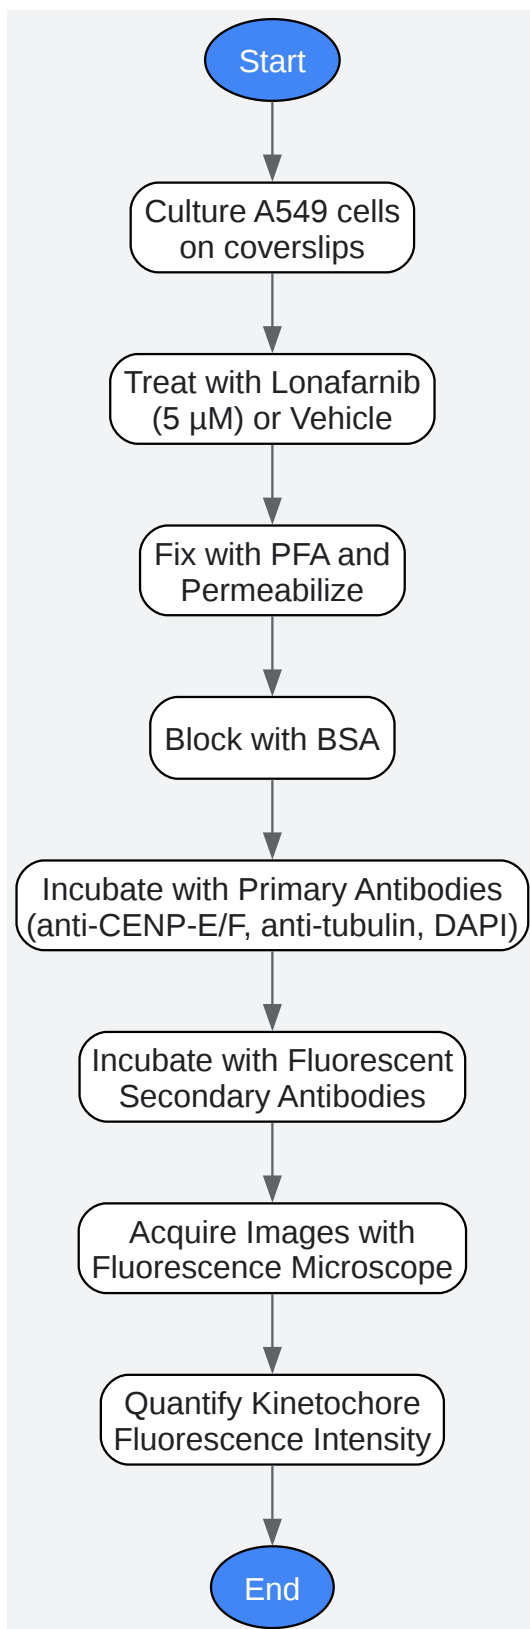 Start
Culture A549 cells
on coverslips
Treat with Lonafarnib
(5 µM) or Vehicle
Fix with PFA and
Permeabilize
Block with BSA
Incubate with Primary Antibodies
(anti-CENP-E/F, anti-tubulin, DAPI)
Incubate with Fluorescent
Secondary Antibodies
Acquire Images with
Fluorescence Microscope
Quantify Kinetochore
Fluorescence Intensity
End